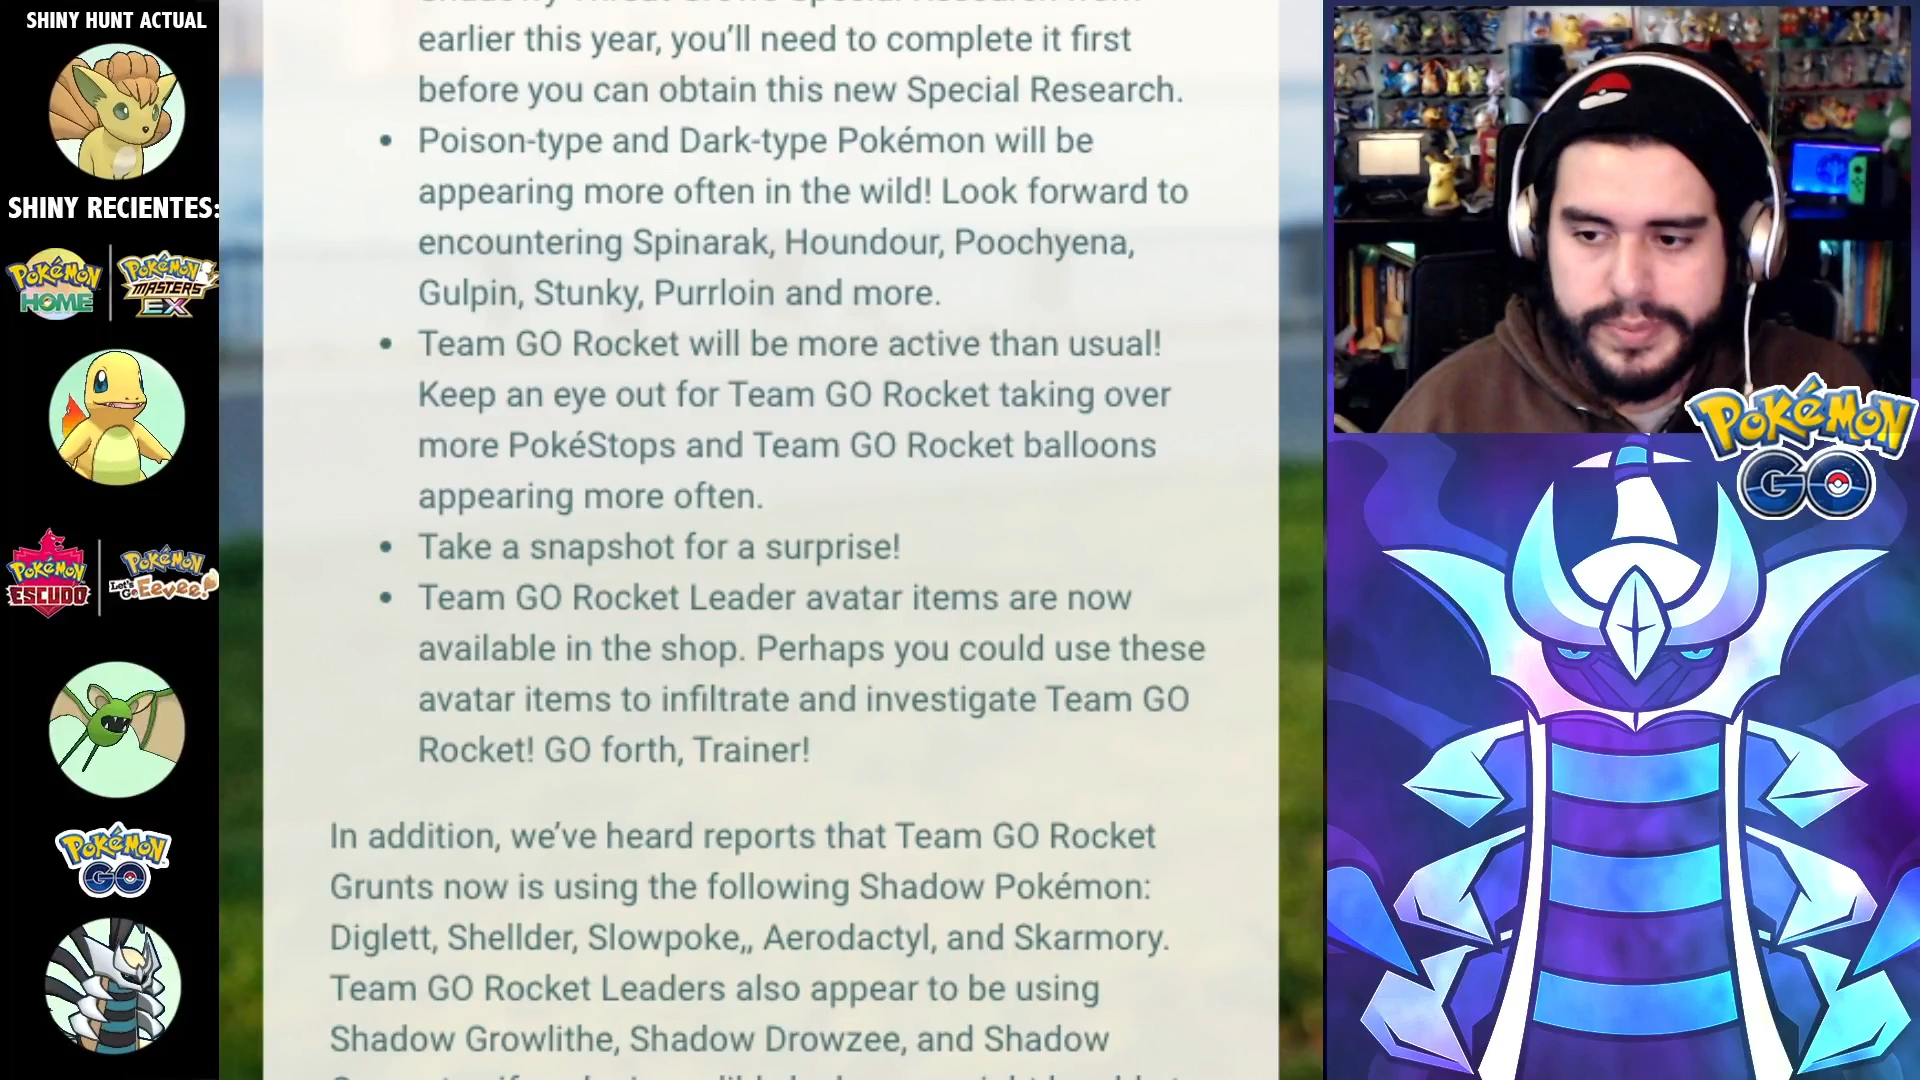 SHINY HUNT ACTUAL
SHINY RECIENTES:
POKÉMON
HOME
POKÉMON
MASTERS
EX
POKÉMON
ESCUDO
POKÉMON
Let's Go
Eevee!
POKÉMON
GO
earlier this year, you’ll need to complete it first
before you can obtain this new Special Research.
• Poison-type and Dark-type Pokémon will be
appearing more often in the wild! Look forward to
encountering Spinarak, Houndour, Poochyena,
Gulpin, Stunky, Purrloin and more.
• Team GO Rocket will be more active than usual!
Keep an eye out for Team GO Rocket taking over
more PokéStops and Team GO Rocket balloons
appearing more often.
• Take a snapshot for a surprise!
• Team GO Rocket Leader avatar items are now
available in the shop. Perhaps you could use these
avatar items to infiltrate and investigate Team GO
Rocket! GO forth, Trainer!
In addition, we’ve heard reports that Team GO Rocket
Grunts now is using the following Shadow Pokémon:
Diglett, Shellder, Slowpoke,, Aerodactyl, and Skarmory.
Team GO Rocket Leaders also appear to be using
Shadow Growlithe, Shadow Drowzee, and Shadow
POKÉMON
GO